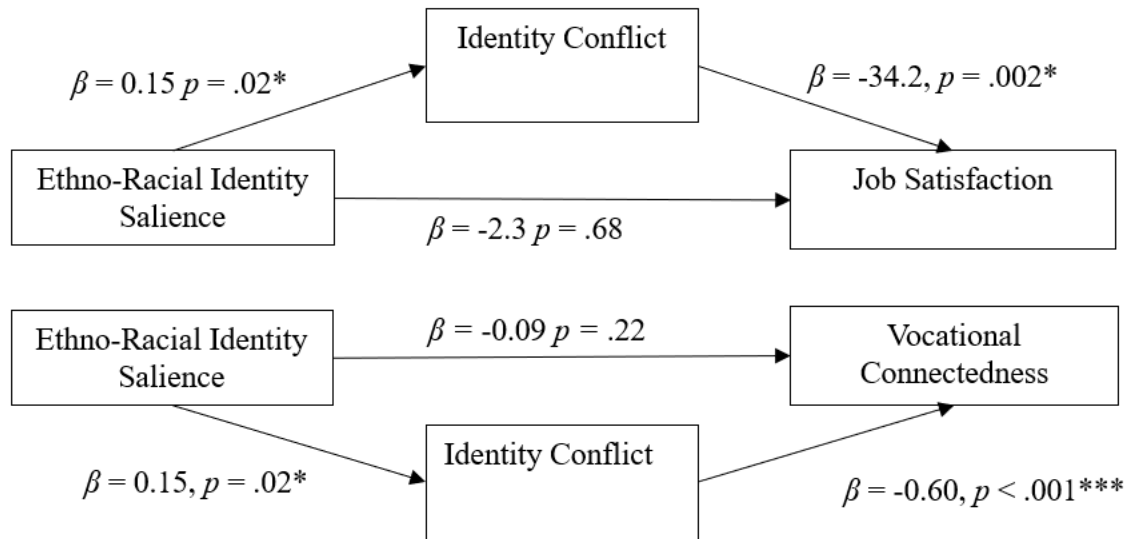 Identity Conflict
β = 0.15 p = .02*
β = -34.2, p = .002*
Ethno-Racial Identity
Salience
Job Satisfaction
β = -2.3 p = .68
Ethno-Racial Identity
Salience
β = -0.09 p = .22
Vocational
Connectedness
Identity Conflict
β = 0.15, p = .02*
β = -0.60, p < .001***